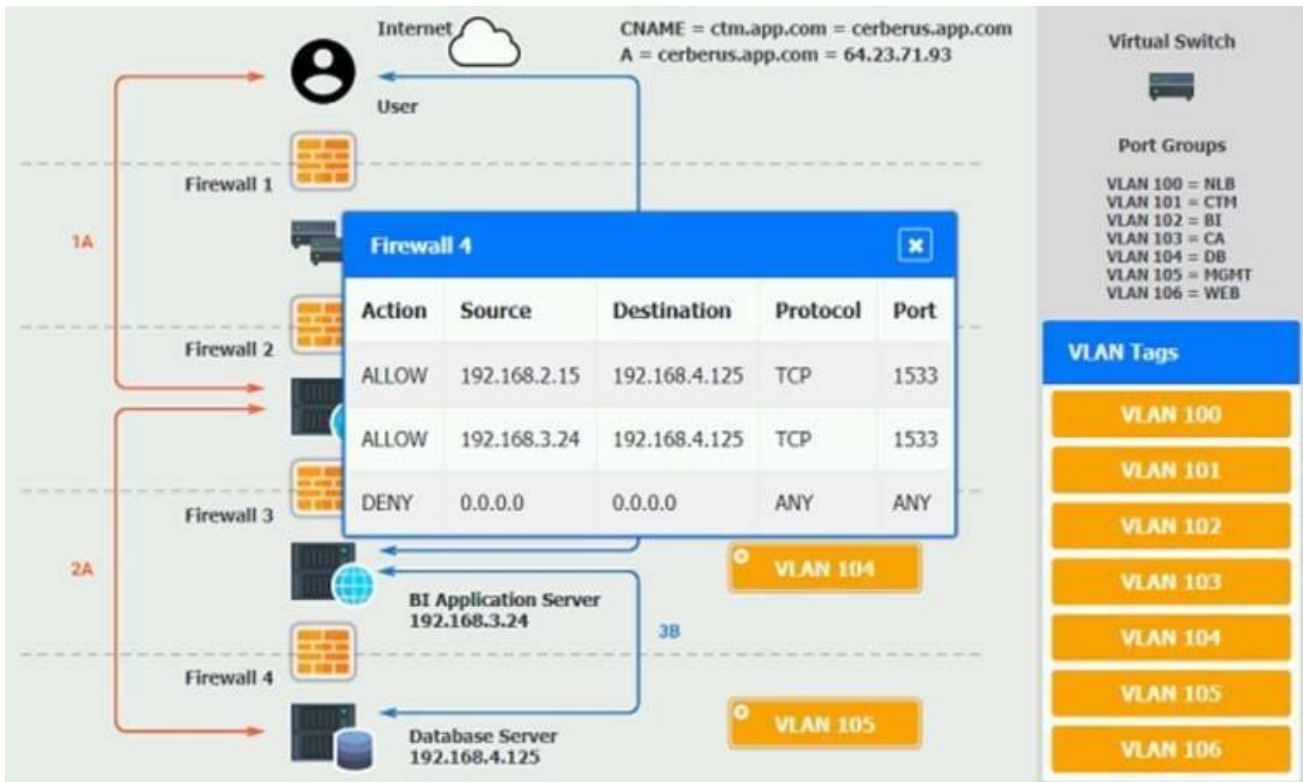 Internet
CNAME = ctm.app.com = cerberus.app.com
A = cerberus.app.com = 64.23.71.93
User
Firewall 1
1A
Firewall 2
Firewall 3
2A
BI Application Server
192.168.3.24
3B
Firewall 4
Database Server
192.168.4.125
Firewall 4
Action Source Destination Protocol Port
ALLOW 192.168.2.15 192.168.4.125 TCP 1533
ALLOW 192.168.3.24 192.168.4.125 TCP 1533
DENY 0.0.0.0 0.0.0.0 ANY ANY
VLAN 104
VLAN 105
Virtual Switch
Port Groups
VLAN 100 = NLB
VLAN 101 = CTM
VLAN 102 = BI
VLAN 103 = CA
VLAN 104 = DB
VLAN 105 = MGMT
VLAN 106 = WEB
VLAN Tags
VLAN 100
VLAN 101
VLAN 102
VLAN 103
VLAN 104
VLAN 105
VLAN 106